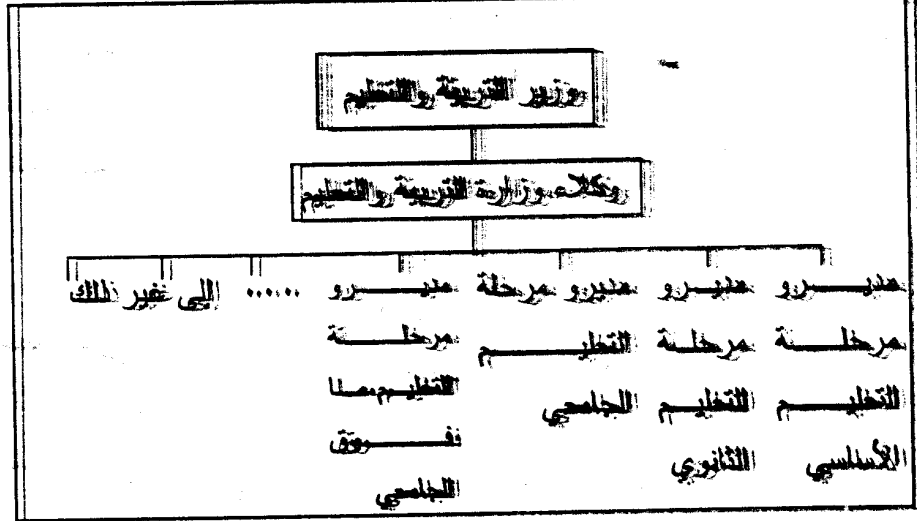 وزير التربية والتعليم
وكلاء وزارة التربية والتعليم
مديرو
مرحلة
التعليم
الأساسي
مديرو
مرحلة
التعليم
الثانوي
مديرو مرحلة
التعليم
الجامعي
مديرو
مرحلة
التعليم ما
فوق
الجامعي
......
إلى غير ذلك